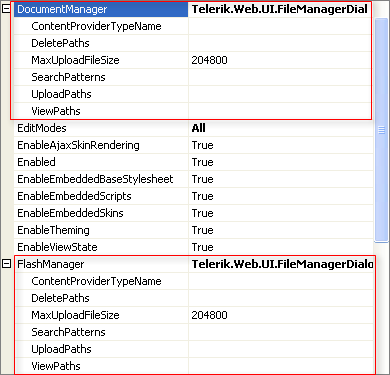 DocumentManager Telerik.Web.UI.FileManagerDial
ContentProviderTypeName
DeletePaths
MaxUploadFileSize 204800
SearchPatterns
UploadPaths
ViewPaths
EditModes All
EnableAjaxSkinRendering True
Enabled True
EnableEmbeddedBaseStylesheet True
EnableEmbeddedScripts True
EnableEmbeddedSkins True
EnableTheming True
EnableViewState True
FlashManager Telerik.Web.UI.FileManagerDialo
ContentProviderTypeName
DeletePaths
MaxUploadFileSize 204800
SearchPatterns
UploadPaths
ViewPaths